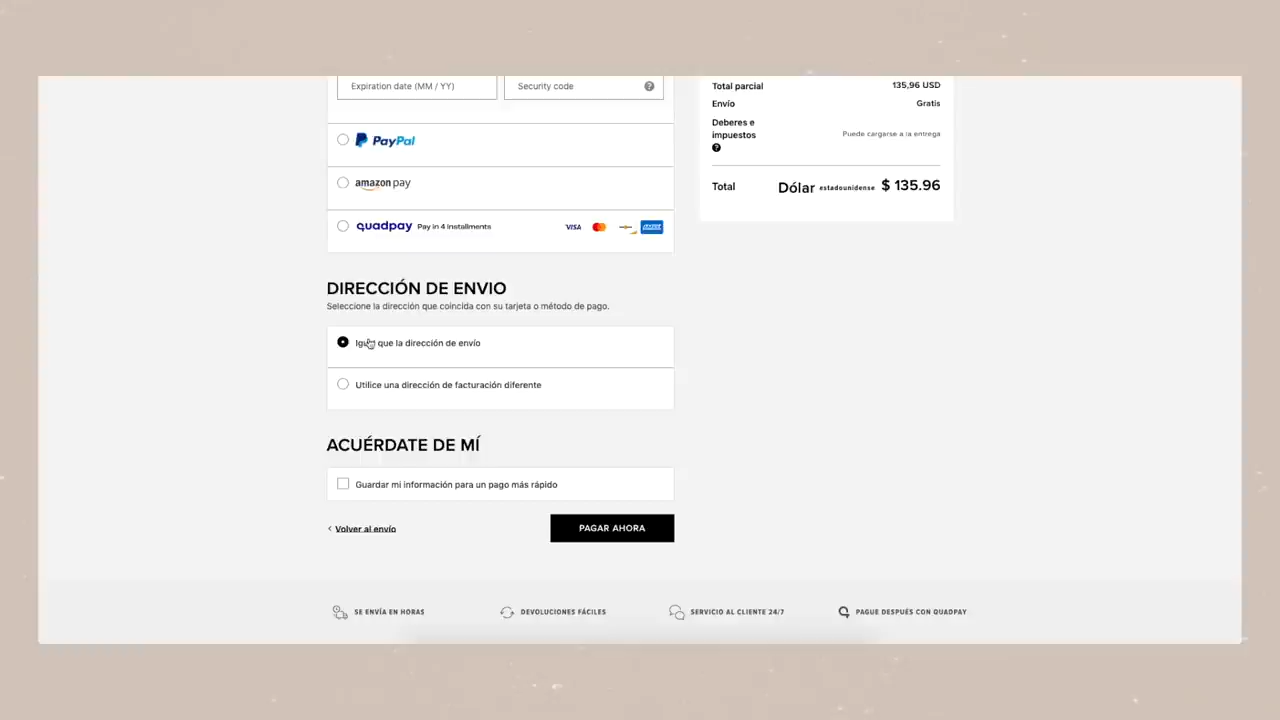 Expiration date (MM / YY)
Security code
PayPal
amazon pay
quadpay Pay in 4 installments
VISA
DIRECCIÓN DE ENVIO
Seleccione la dirección que coincida con su tarjeta o método de pago.
Igual que la dirección de envío
Utilice una dirección de facturación diferente
ACUÉRDATE DE MÍ
Guardar mi información para un pago más rápido
Volver al envío
PAGAR AHORA
Total parcial 135,96 USD
Envío Gratis
Deberes e
impuestos
Puede cargarse a la entrega
Total Dólar estadounidense $ 135.96
SE ENVÍA EN HORAS
DEVOLUCIONES FÁCILES
SERVICIO AL CLIENTE 24/7
PAGUE DESPUÉS CON QUADPAY